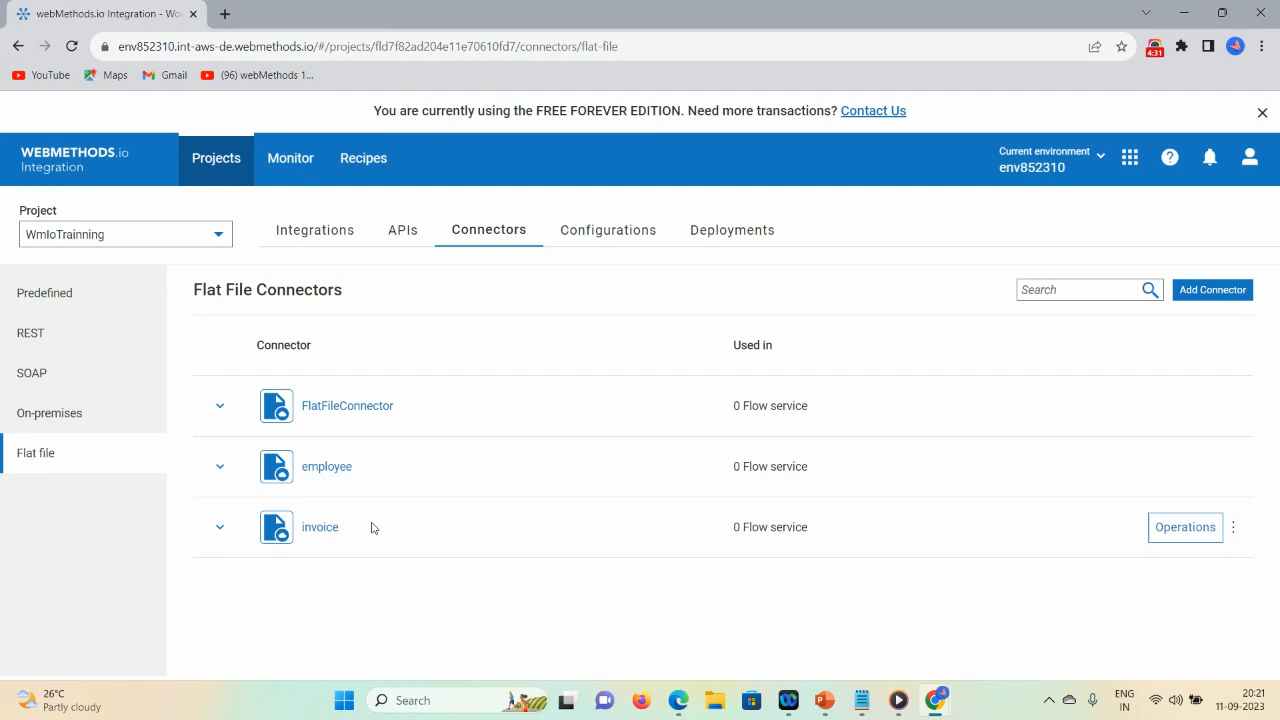 webMethods.io Integration - Wo
env852310.int-aws-de.webmethods.io/#/projects/fld7f82ad204e11e70610fd7/connectors/flat-file
4:31
YouTube
Maps
Gmail
(96) webMethods 1...
You are currently using the FREE FOREVER EDITION. Need more transactions? Contact Us
WEBMETHODS.io
Integration
Projects
Monitor
Recipes
Current environment
env852310
Project
WmIoTrainning
Integrations
APIs
Connectors
Configurations
Deployments
Predefined
REST
SOAP
On-premises
Flat file
Flat File Connectors
Search
Add Connector
Connector
Used in
FlatFileConnector
0 Flow service
employee
0 Flow service
invoice
0 Flow service
Operations
26°C
Partly cloudy
Search
ENG
IN
20:21
11-09-2023